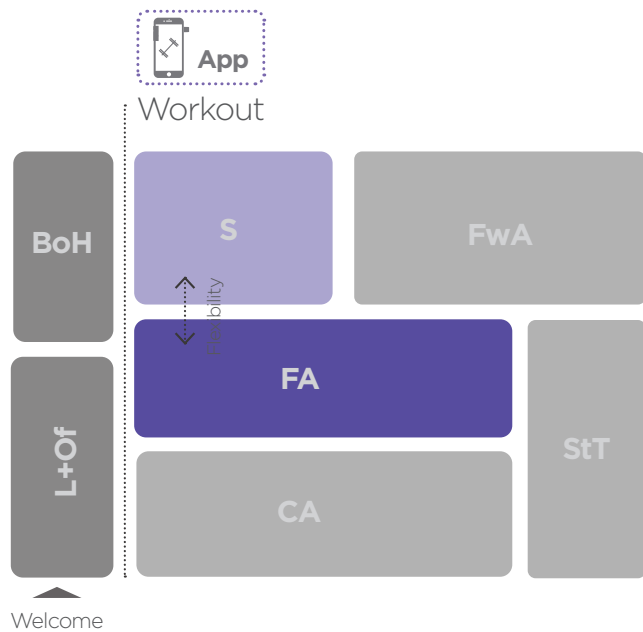 App
Workout
BoH
S
FwA
flexibility
FA
L+Of
StT
CA
Welcome